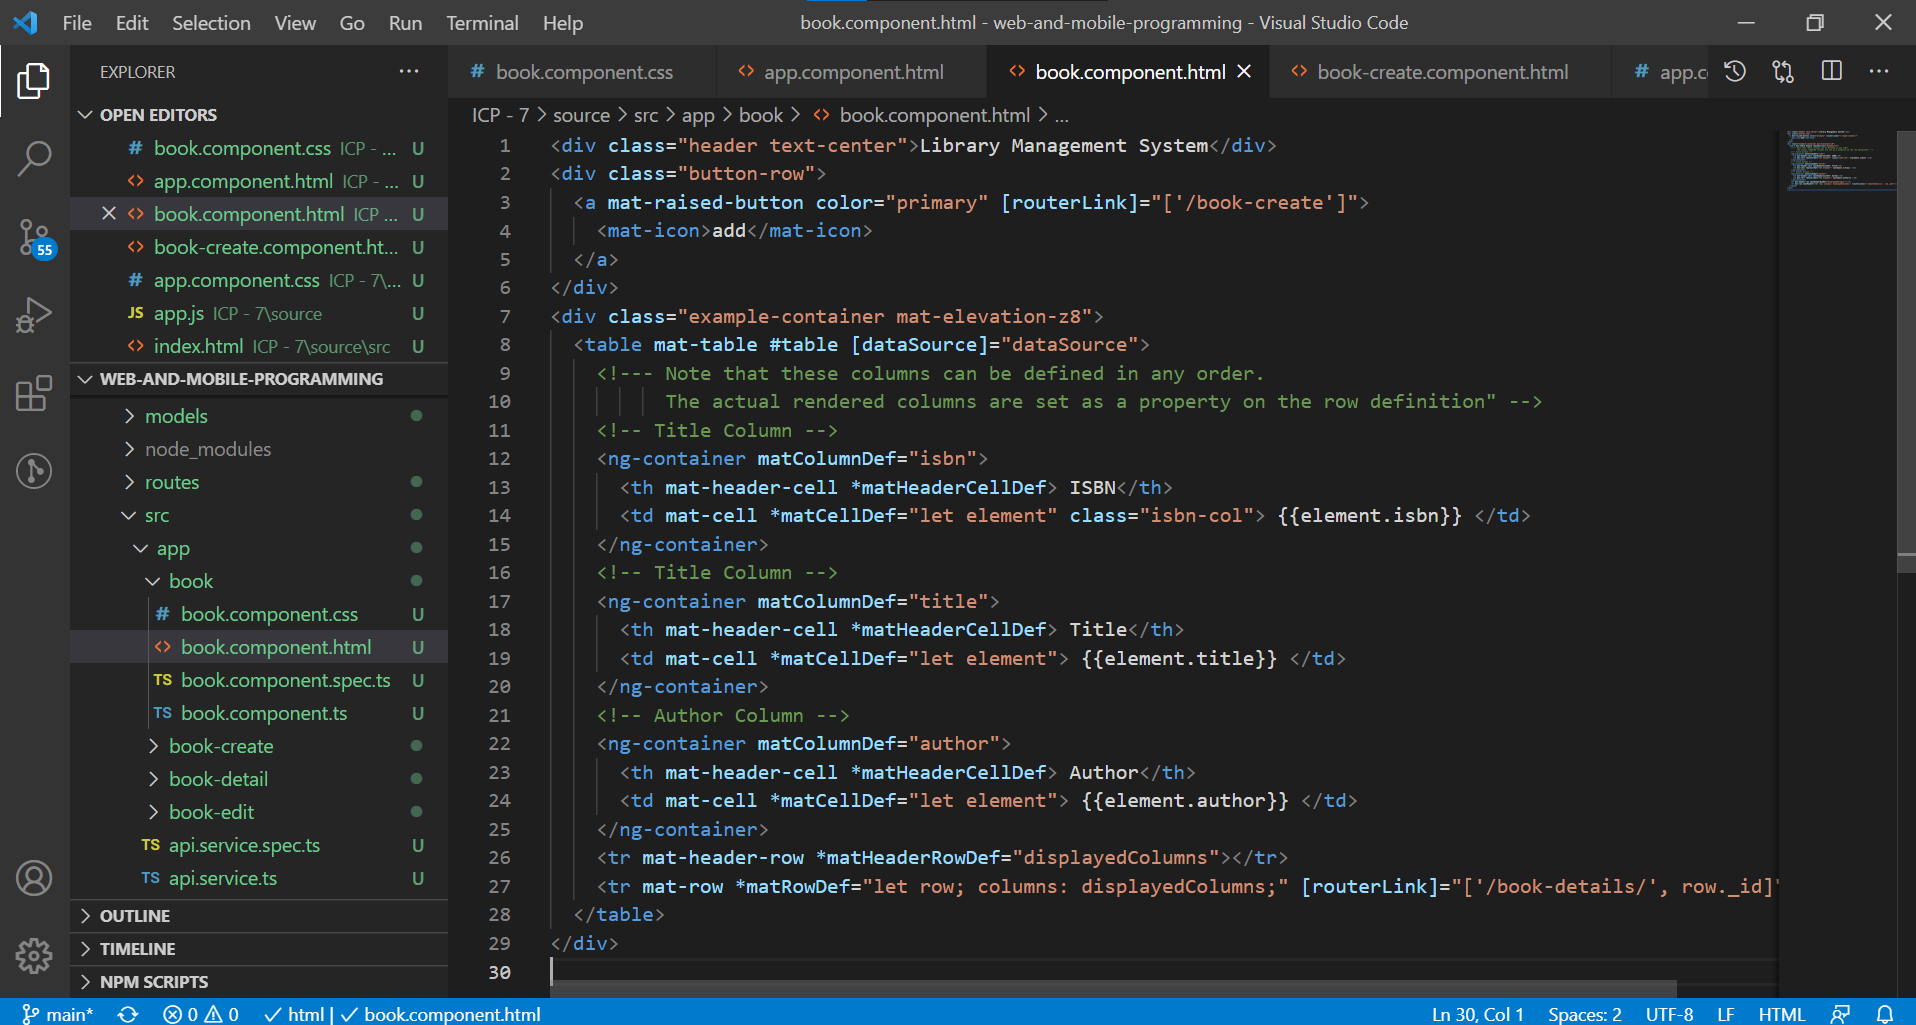 File Edit Selection View Go Run Terminal Help
book.component.html - web-and-mobile-programming - Visual Studio Code
EXPLORER
OPEN EDITORS
book.component.css ICP - ... U
app.component.html ICP - ... U
book.component.html ICP ... U
book-create.component.ht... U
app.component.css ICP - 7\... U
JS app.js ICP - 7\source U
index.html ICP - 7\source\src U
WEB-AND-MOBILE-PROGRAMMING
models
node_modules
routes
src
app
book
book.component.css U
book.component.html U
TS book.component.spec.ts U
TS book.component.ts U
book-create
book-detail
book-edit
TS api.service.spec.ts U
TS api.service.ts U
OUTLINE
TIMELINE
NPM SCRIPTS
55
# book.component.css <> app.component.html <> book.component.html <> book-create.component.html # app.c
ICP - 7 > source > src > app > book > <> book.component.html > ...
1 <div class="header text-center">Library Management System</div>
2 <div class="button-row">
3 <a mat-raised-button color="primary" [routerLink]="['/book-create']">
4 <mat-icon>add</mat-icon>
5 </a>
6 </div>
7 <div class="example-container mat-elevation-z8">
8 <table mat-table #table [dataSource]="dataSource">
9 <!--- Note that these columns can be defined in any order.
10 The actual rendered columns are set as a property on the row definition" -->
11 <!-- Title Column -->
12 <ng-container matColumnDef="isbn">
13 <th mat-header-cell *matHeaderCellDef> ISBN</th>
14 <td mat-cell *matCellDef="let element" class="isbn-col"> {{element.isbn}} </td>
15 </ng-container>
16 <!-- Title Column -->
17 <ng-container matColumnDef="title">
18 <th mat-header-cell *matHeaderCellDef> Title</th>
19 <td mat-cell *matCellDef="let element"> {{element.title}} </td>
20 </ng-container>
21 <!-- Author Column -->
22 <ng-container matColumnDef="author">
23 <th mat-header-cell *matHeaderCellDef> Author</th>
24 <td mat-cell *matCellDef="let element"> {{element.author}} </td>
25 </ng-container>
26 <tr mat-header-row *matHeaderRowDef="displayedColumns"></tr>
27 <tr mat-row *matRowDef="let row; columns: displayedColumns;" [routerLink]="['/book-details/', row._id]"
28 </table>
29 </div>
30
main* 0 0 html | book.component.html Ln 30, Col 1 Spaces: 2 UTF-8 LF HTML